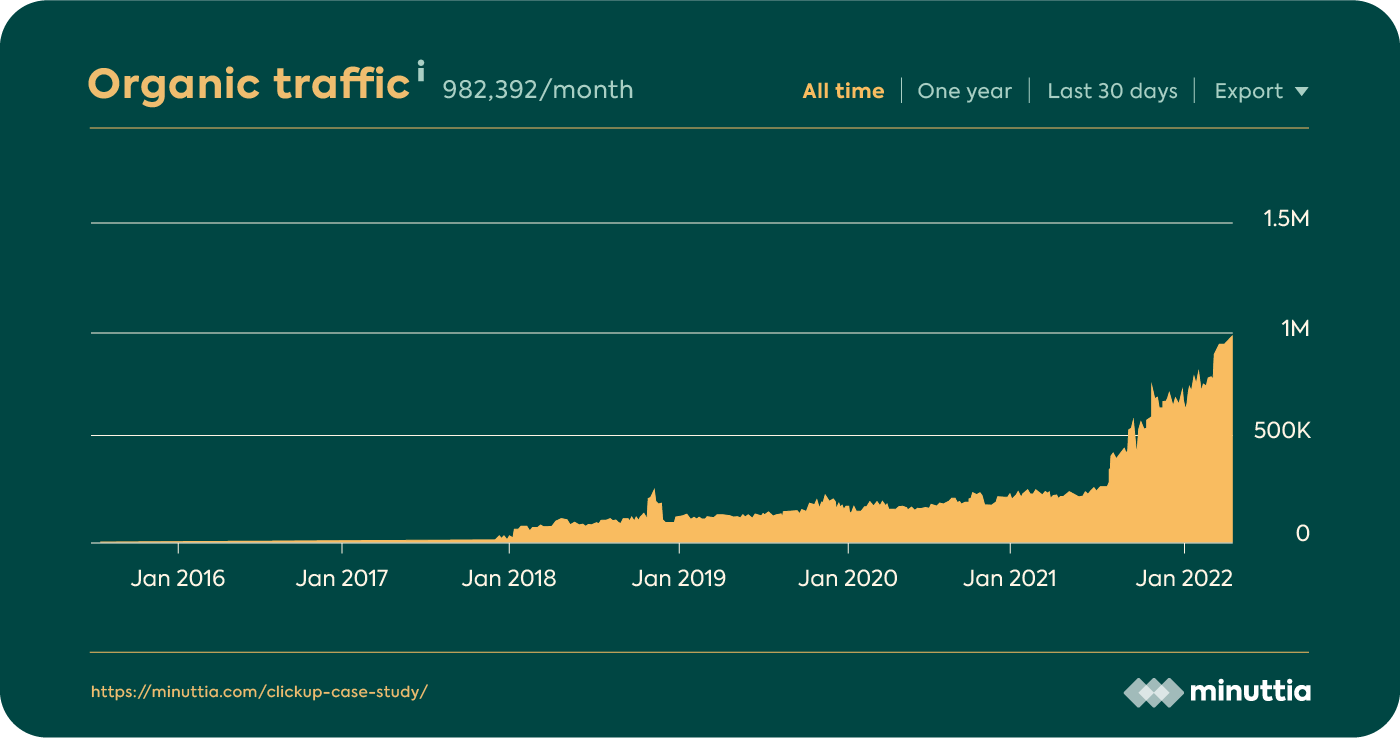 Organic traffic i 982,392/month All time | One year | Last 30 days | Export
1.5M
1M
500K
0
Jan 2016 Jan 2017 Jan 2018 Jan 2019 Jan 2020 Jan 2021 Jan 2022
https://minuttia.com/clickup-case-study/ minuttia